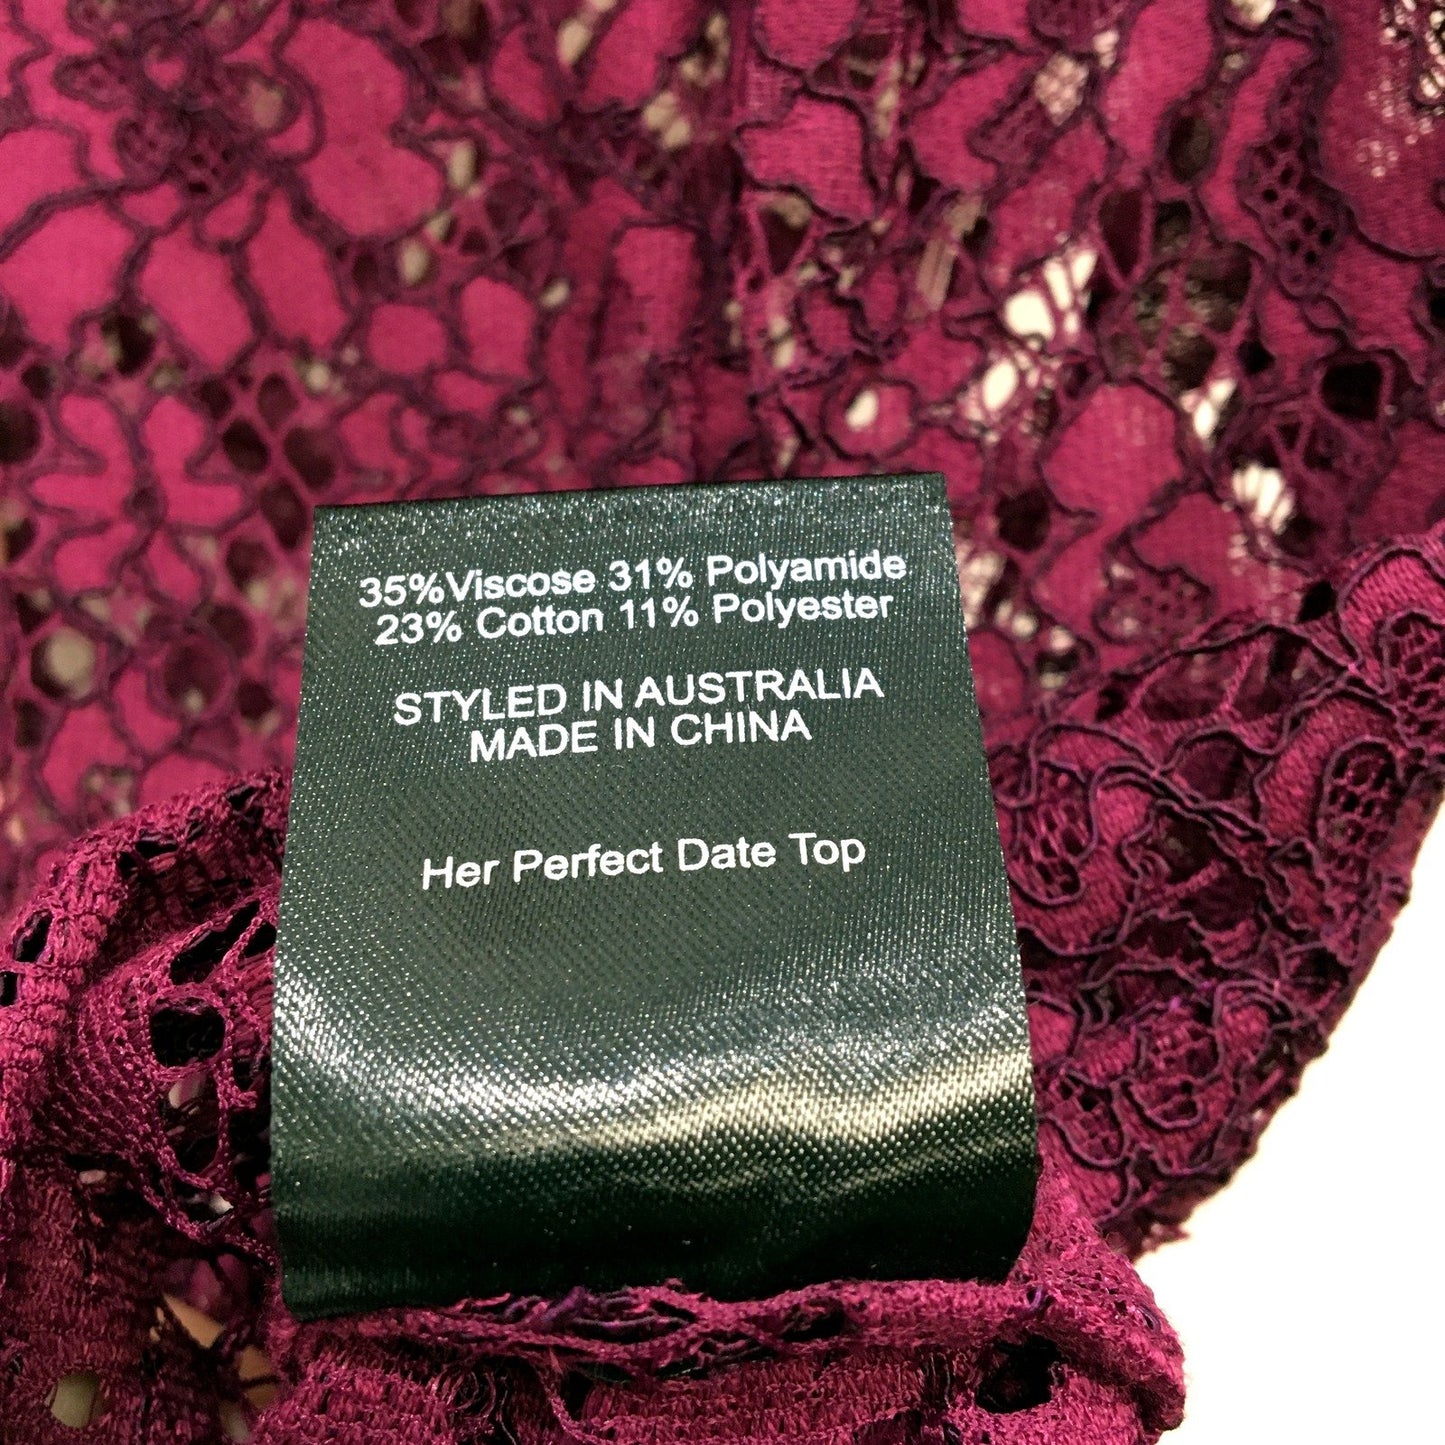 35%Viscose 31% Polyamide
23% Cotton 11% Polyester
STYLED IN AUSTRALIA
MADE IN CHINA
Her Perfect Date Top